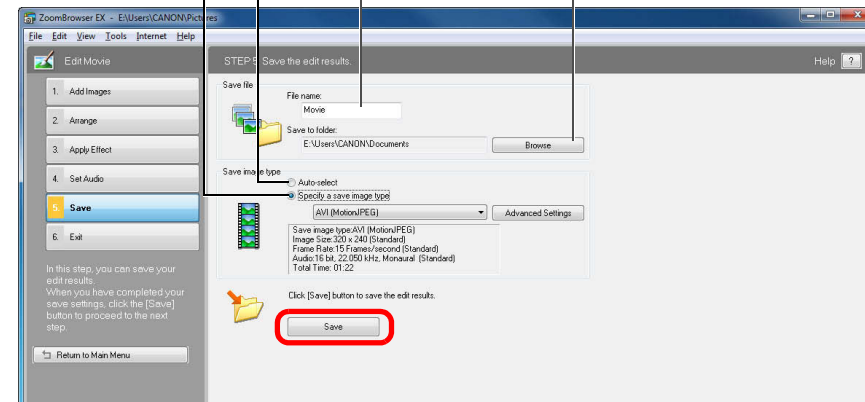 ZoomBrowser EX - E:\Users\CANON\Pictures
File Edit View Tools Internet Help
Edit Movie
STEP 5 Save the edit results.
Help ?
1. Add Images
2. Arrange
3. Apply Effect
4. Set Audio
5. Save
6. Exit
In this step, you can save your
edit results.
When you have completed your
save settings, click the [Save]
button to proceed to the next
step.
Return to Main Menu
Save file
File name:
Movie
Save to folder:
E:\Users\CANON\Documents
Browse
Save image type
Auto-select
Specify a save image type
AVI (MotionJPEG)
Advanced Settings
Save image type:AVI (MotionJPEG)
Image Size:320 x 240 (Standard)
Frame Rate:15 Frames/second (Standard)
Audio:16 bit, 22.050 kHz, Monaural (Standard)
Total Time: 01:22
Click [Save] button to save the edit results.
Save